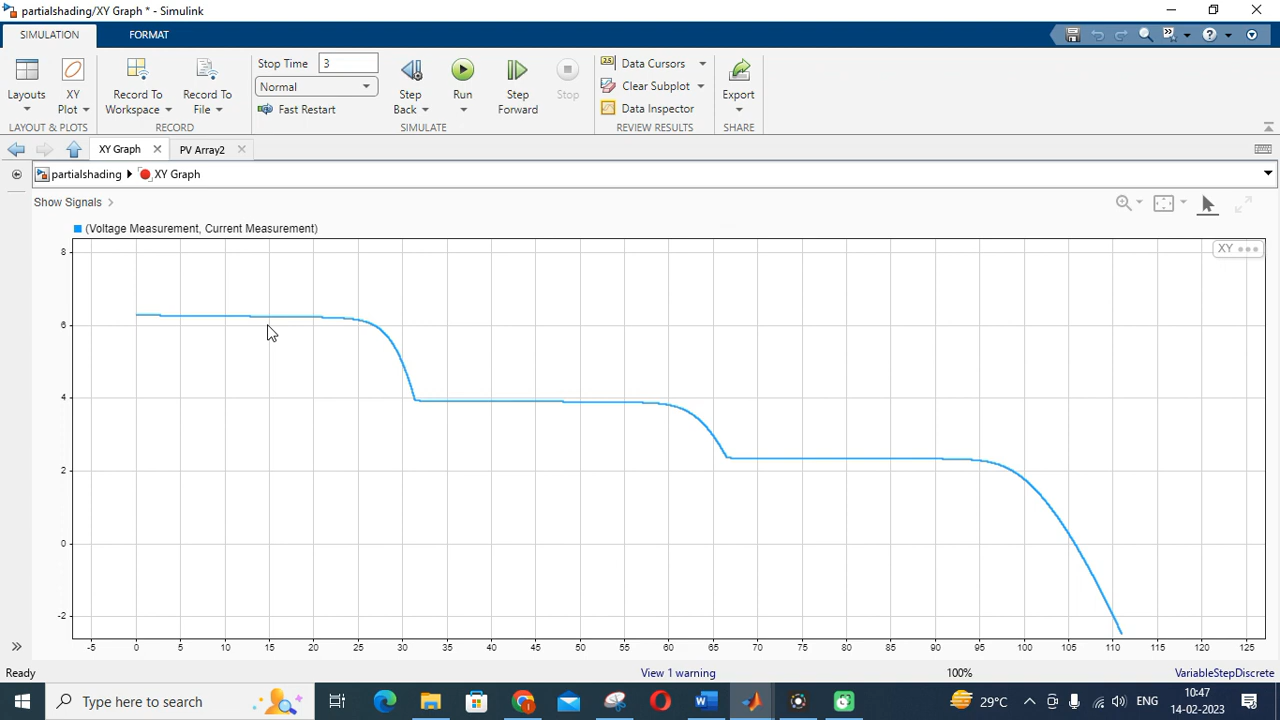 partialshading/XY Graph * - Simulink
SIMULATION
FORMAT
Layouts
XY
Plot
LAYOUT & PLOTS
Record To
Workspace
Record To
File
RECORD
Stop Time 3
Normal
Fast Restart
Step
Back
Run
Step
Forward
Stop
SIMULATE
Data Cursors
Clear Subplot
Data Inspector
REVIEW RESULTS
Export
SHARE
XY Graph
PV Array2
partialshading
XY Graph
Show Signals
(Voltage Measurement, Current Measurement)
XY
8
6
4
2
0
-2
-5 0 5 10 15 20 25 30 35 40 45 50 55 60 65 70 75 80 85 90 95 100 105 110 115 120 125
Ready
View 1 warning
100%
VariableStepDiscrete
Type here to search
29°C
ENG
10:47
14-02-2023